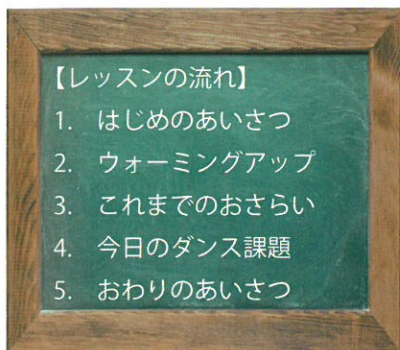 【レッスンの流れ】
1. はじめのあいさつ
2. ウォーミングアップ
3. これまでのおさらい
4. 今日のダンス課題
5. おわりのあいさつ